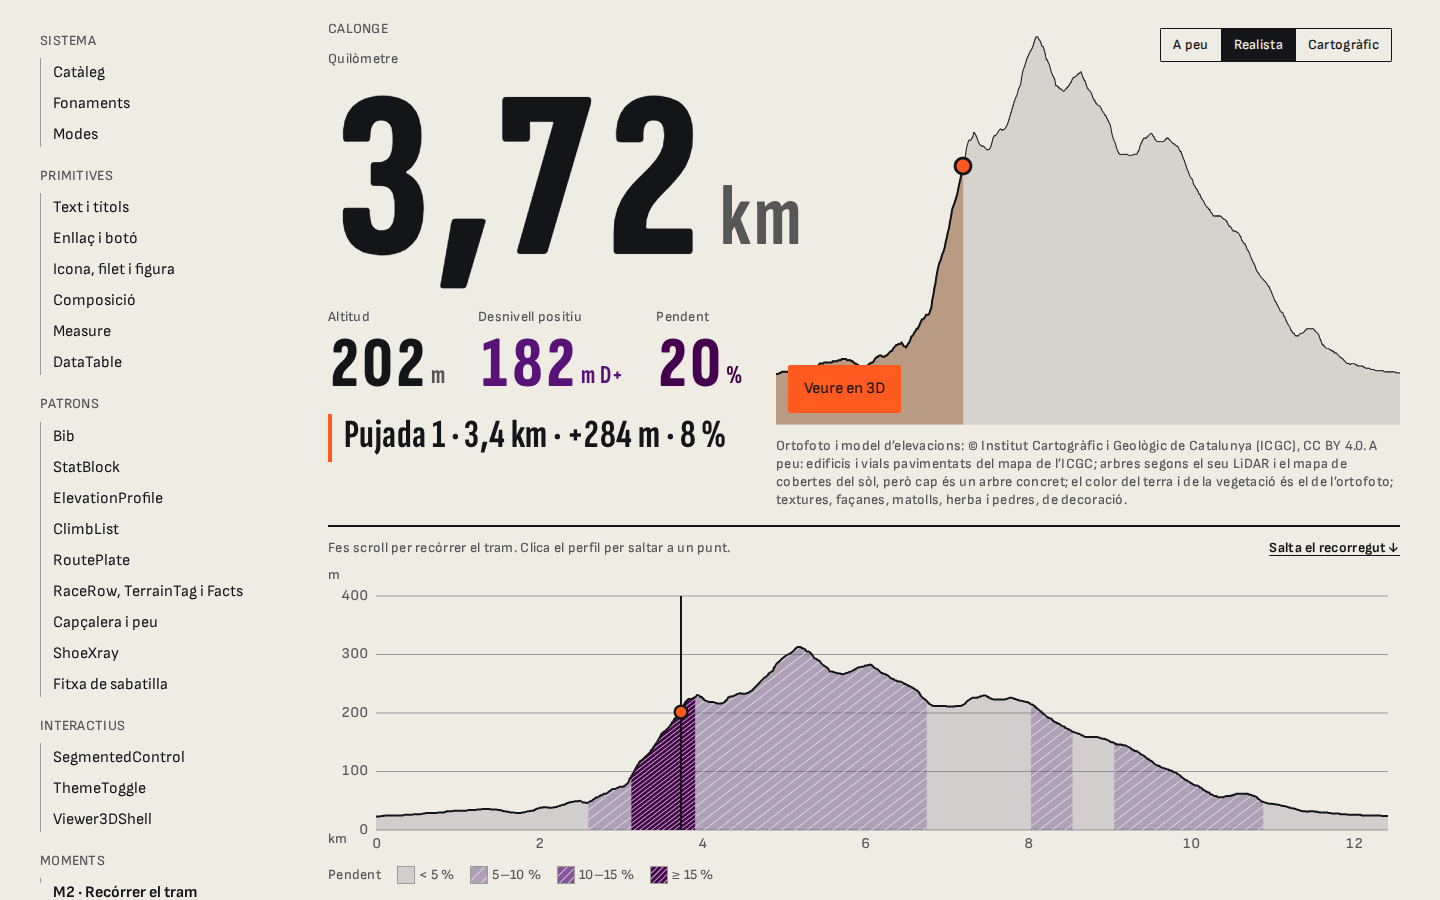 SISTEMA
Catàleg
Fonaments
Modes
PRIMITIVES
Text i títols
Enllaç i botó
Icona, filet i figura
Composició
Measure
DataTable
PATRONS
Bib
StatBlock
ElevationProfile
ClimbList
RoutePlate
RaceRow, TerrainTag i Facts
Capçalera i peu
ShoeXray
Fitxa de sabatilla
INTERACTIUS
SegmentedControl
ThemeToggle
Viewer3DShell
MOMENTS
M2 · Recórrer el tram
CALONGE
Quilòmetre
3,72 km
Altitud
202 m
Desnivell positiu
182 m D+
Pendent
20 %
Pujada 1 · 3,4 km · +284 m · 8 %
A peu
Realista
Cartogràfic
Veure en 3D
Ortofoto i model d’elevacions: © Institut Cartogràfic i Geològic de Catalunya (ICGC), CC BY 4.0. A
peu: edificis i vials pavimentats del mapa de l’ICGC; arbres segons el seu LiDAR i el mapa de
cobertes del sòl, però cap és un arbre concret; el color del terra i de la vegetació és el de l’ortofoto;
textures, façanes, matolls, herba i pedres, de decoració.
Fes scroll per recórrer el tram. Clica el perfil per saltar a un punt.
Salta el recorregut ↓
m
400
300
200
100
0
km
0 2 4 6 8 10 12
Pendent < 5 % 5–10 % 10–15 % ≥ 15 %